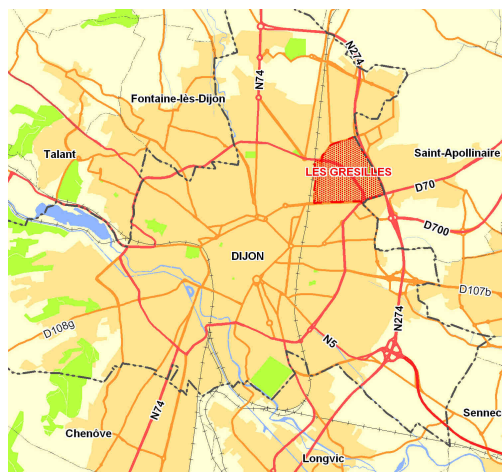 N74
N274
Fontaine-lès-Dijon
Talant
Saint-Apollinaire
LES GRESILLES
D70
D700
DIJON
D107b
N274
D108g
N5
N74
Sennec
Chenóve
Longvic